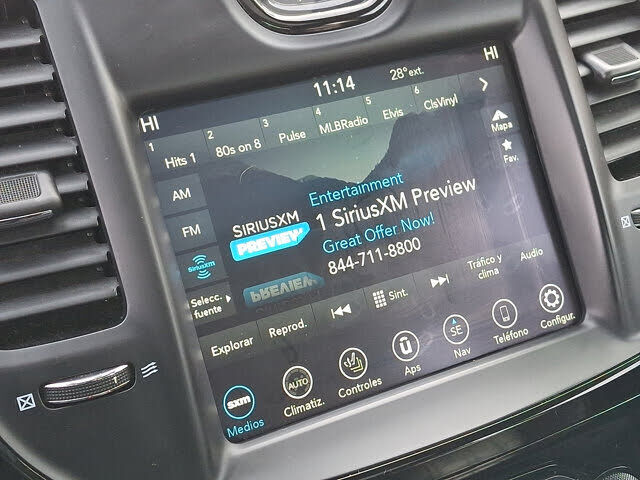 HI 11:14 28° ext. HI
1 Hits 1 2 80s on 8 3 Pulse 4 MLBRadio 5 Elvis 6 ClsVinyl
AM
FM
SiriusXM
Selecc. fuente
SIRIUSXM
PREVIEW
Entertainment
1 SiriusXM Preview
Great Offer Now!
844-711-8800
Mapa
Fav.
Explorar Reprod. Sint. Tráfico y clima Audio
sxm AUTO SE
Medios Climatiz. Controles Aps Nav Teléfono Configur.